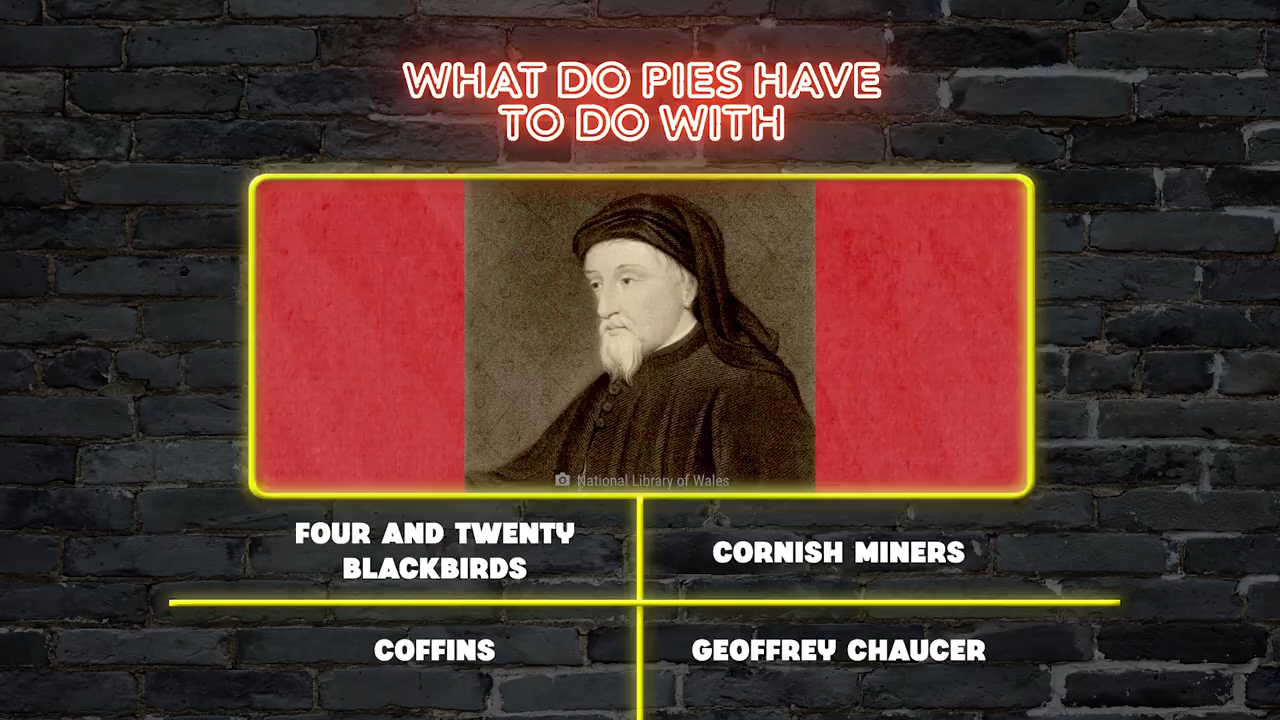 WHAT DO PIES HAVE
TO DO WITH
National Library of Wales
FOUR AND TWENTY
BLACKBIRDS
CORNISH MINERS
COFFINS
GEOFFREY CHAUCER